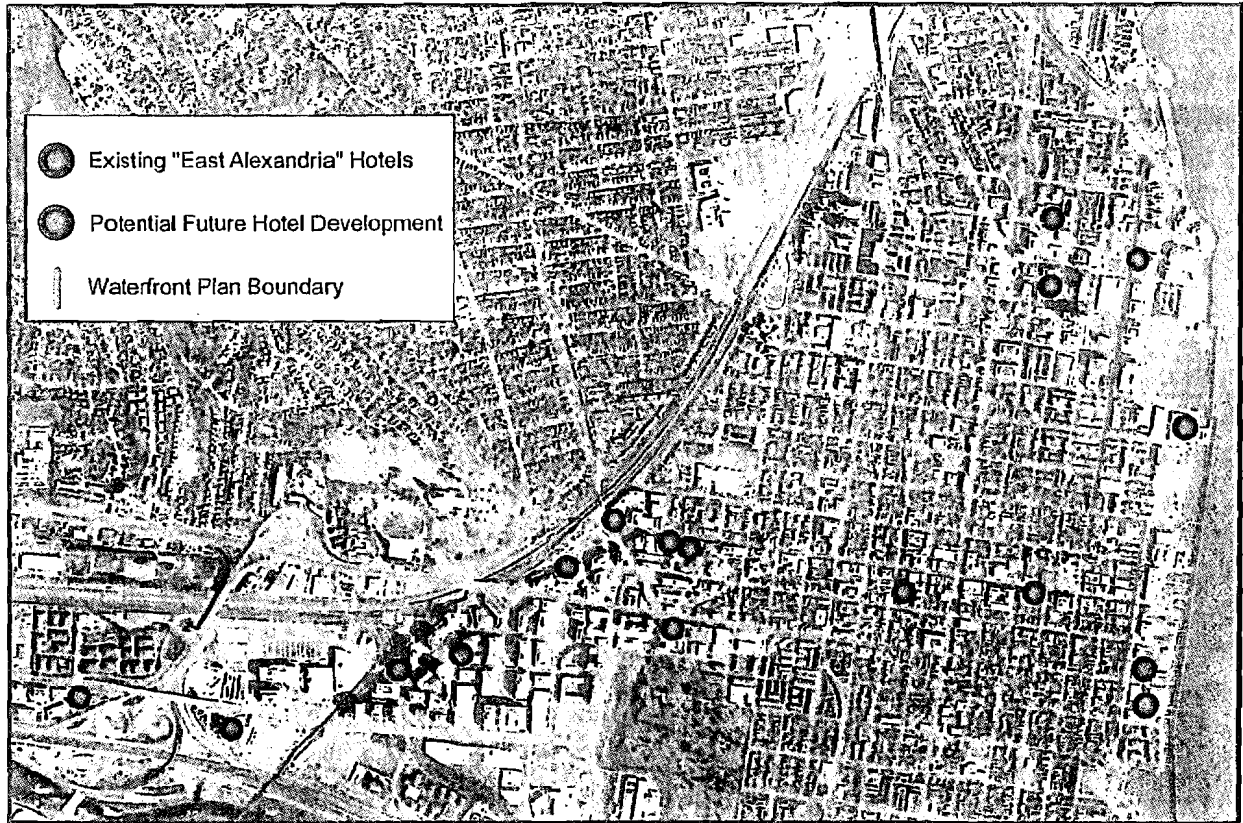 Existing "East Alexandria" Hotels
Potential Future Hotel Development
Waterfront Plan Boundary